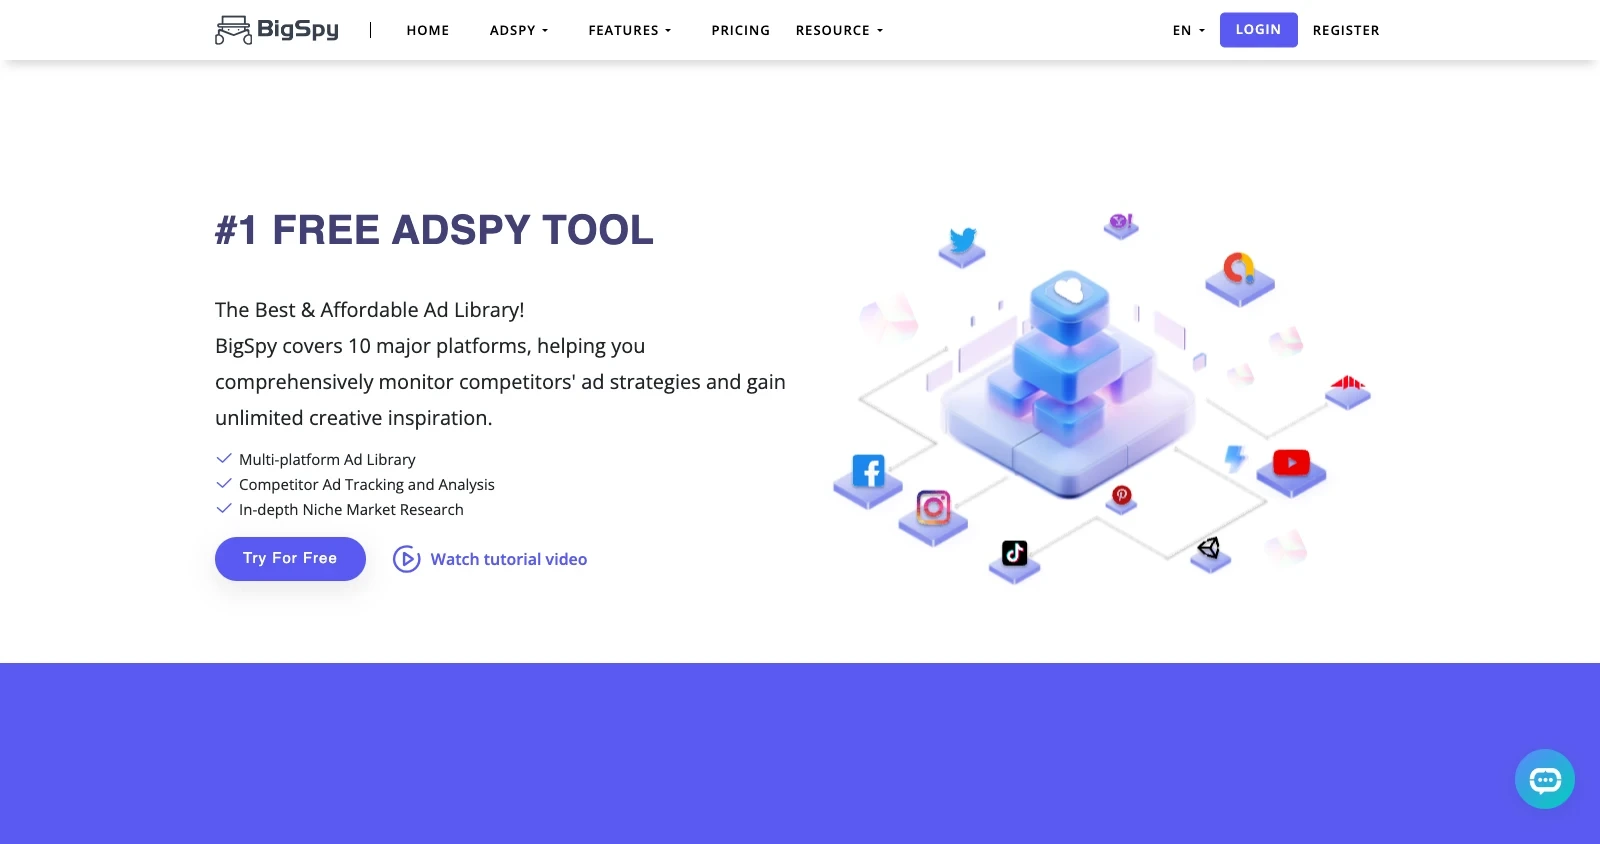 BigSpy
HOME
ADSPY
FEATURES
PRICING
RESOURCE
EN
LOGIN
REGISTER
#1 FREE ADSPY TOOL
The Best & Affordable Ad Library!
BigSpy covers 10 major platforms, helping you
comprehensively monitor competitors' ad strategies and gain
unlimited creative inspiration.
Multi-platform Ad Library
Competitor Ad Tracking and Analysis
In-depth Niche Market Research
Try For Free
Watch tutorial video